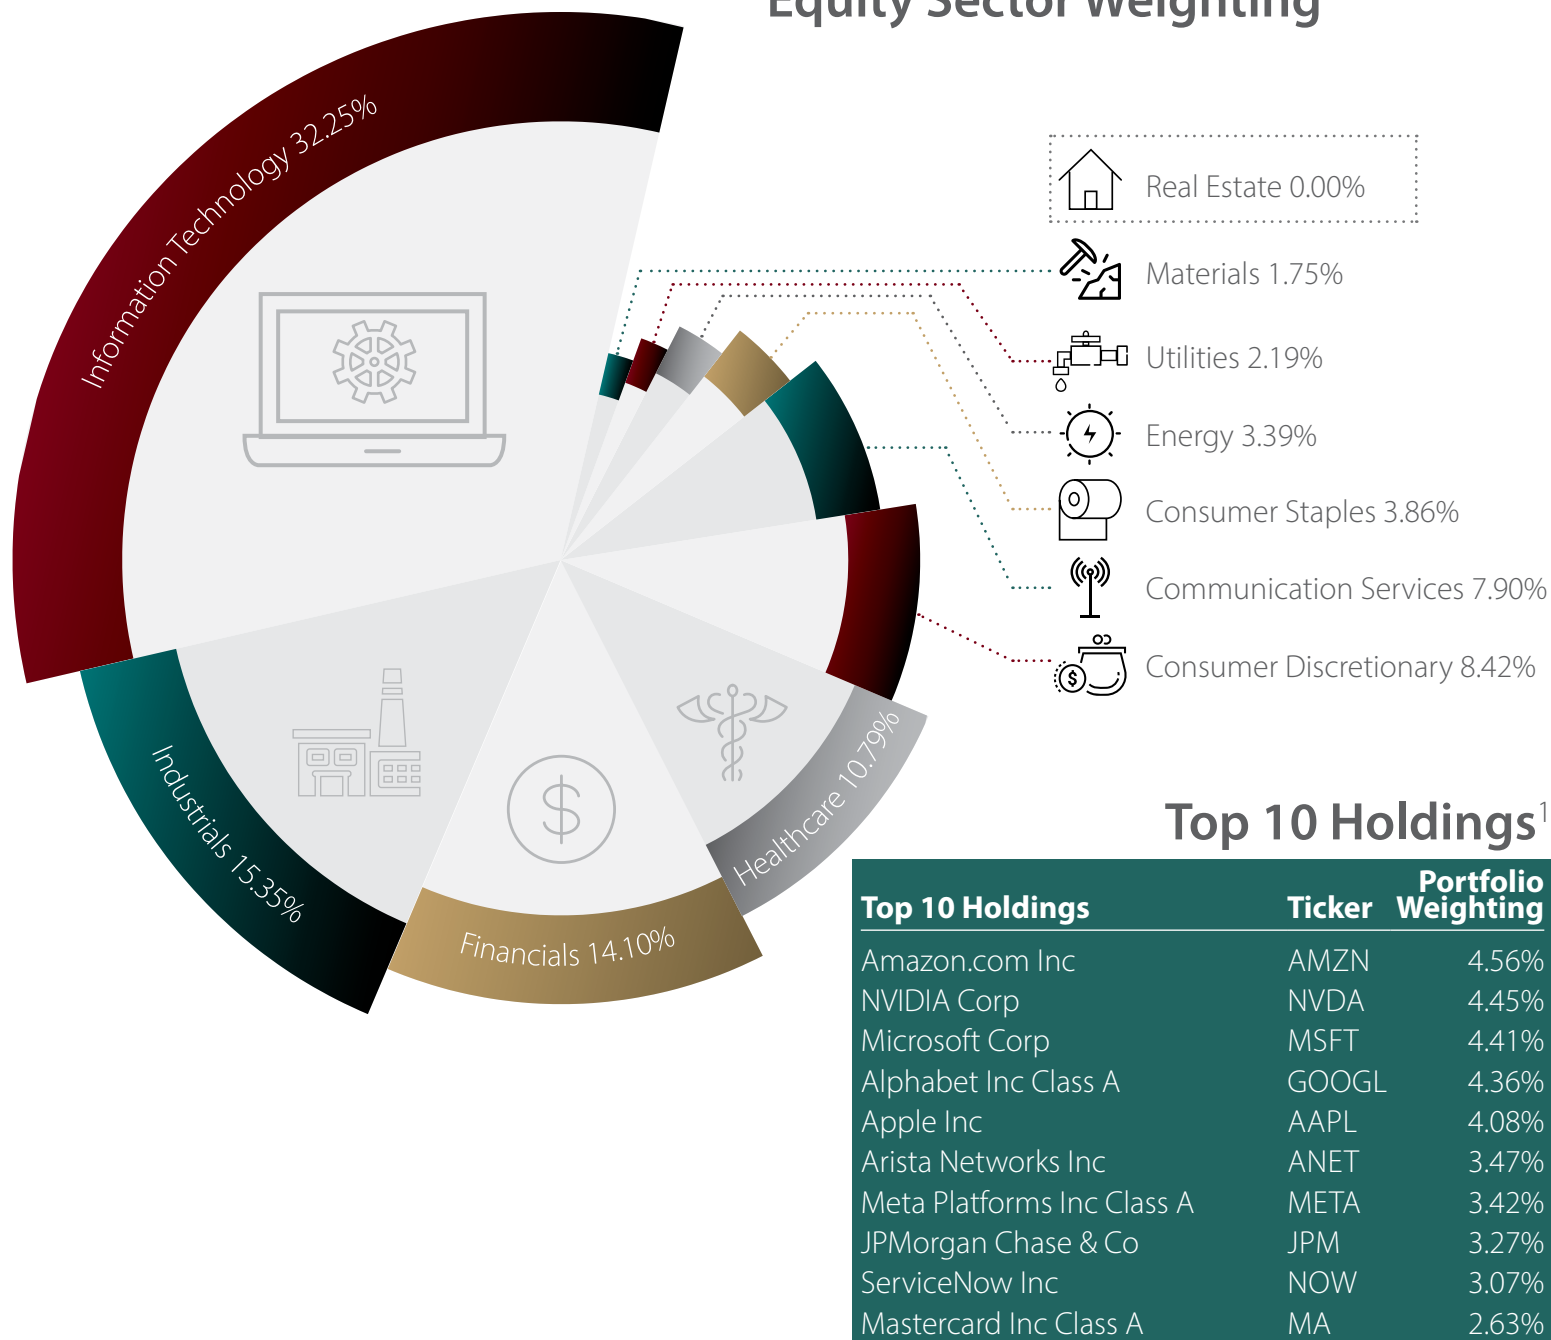 Equity Sector Weighting
Information Technology 32.25%
Real Estate 0.00%
Materials 1.75%
Utilities 2.19%
Energy 3.39%
Consumer Staples 3.86%
Communication Services 7.90%
Consumer Discretionary 8.42%
Healthcare 10.79%
Financials 14.10%
Industrials 15.35%
$
$
Top 10 Holdings1
Top 10 Holdings Ticker Portfolio Weighting
Amazon.com Inc AMZN 4.56%
NVIDIA Corp NVDA 4.45%
Microsoft Corp MSFT 4.41%
Alphabet Inc Class A GOOGL 4.36%
Apple Inc AAPL 4.08%
Arista Networks Inc ANET 3.47%
Meta Platforms Inc Class A META 3.42%
JPMorgan Chase & Co JPM 3.27%
ServiceNow Inc NOW 3.07%
Mastercard Inc Class A MA 2.63%